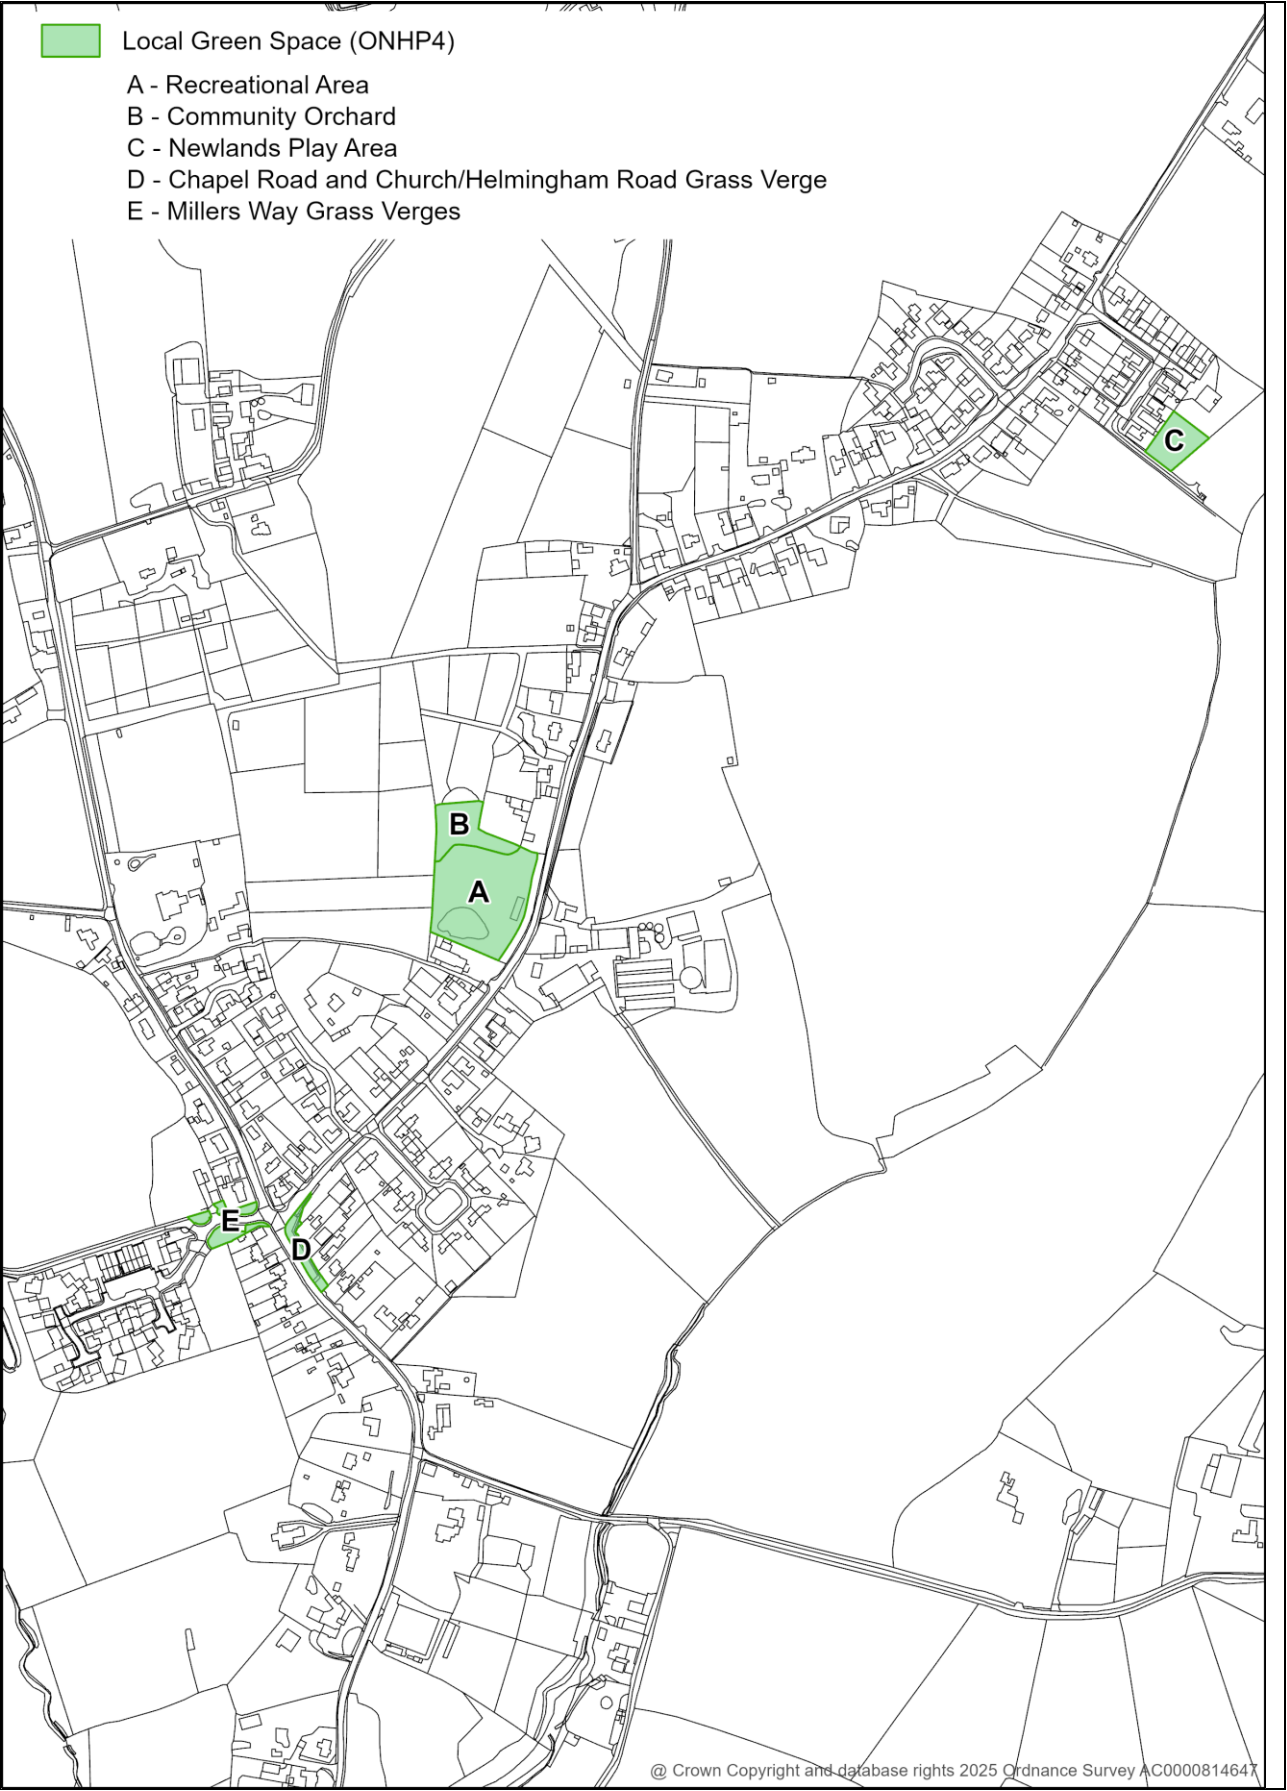 Local Green Space (ONHP4)
A - Recreational Area
B - Community Orchard
C - Newlands Play Area
D - Chapel Road and Church/Helmingham Road Grass Verge
E - Millers Way Grass Verges
C
B
A
E
D
@ Crown Copyright and database rights 2025 Ordnance Survey AC0000814647